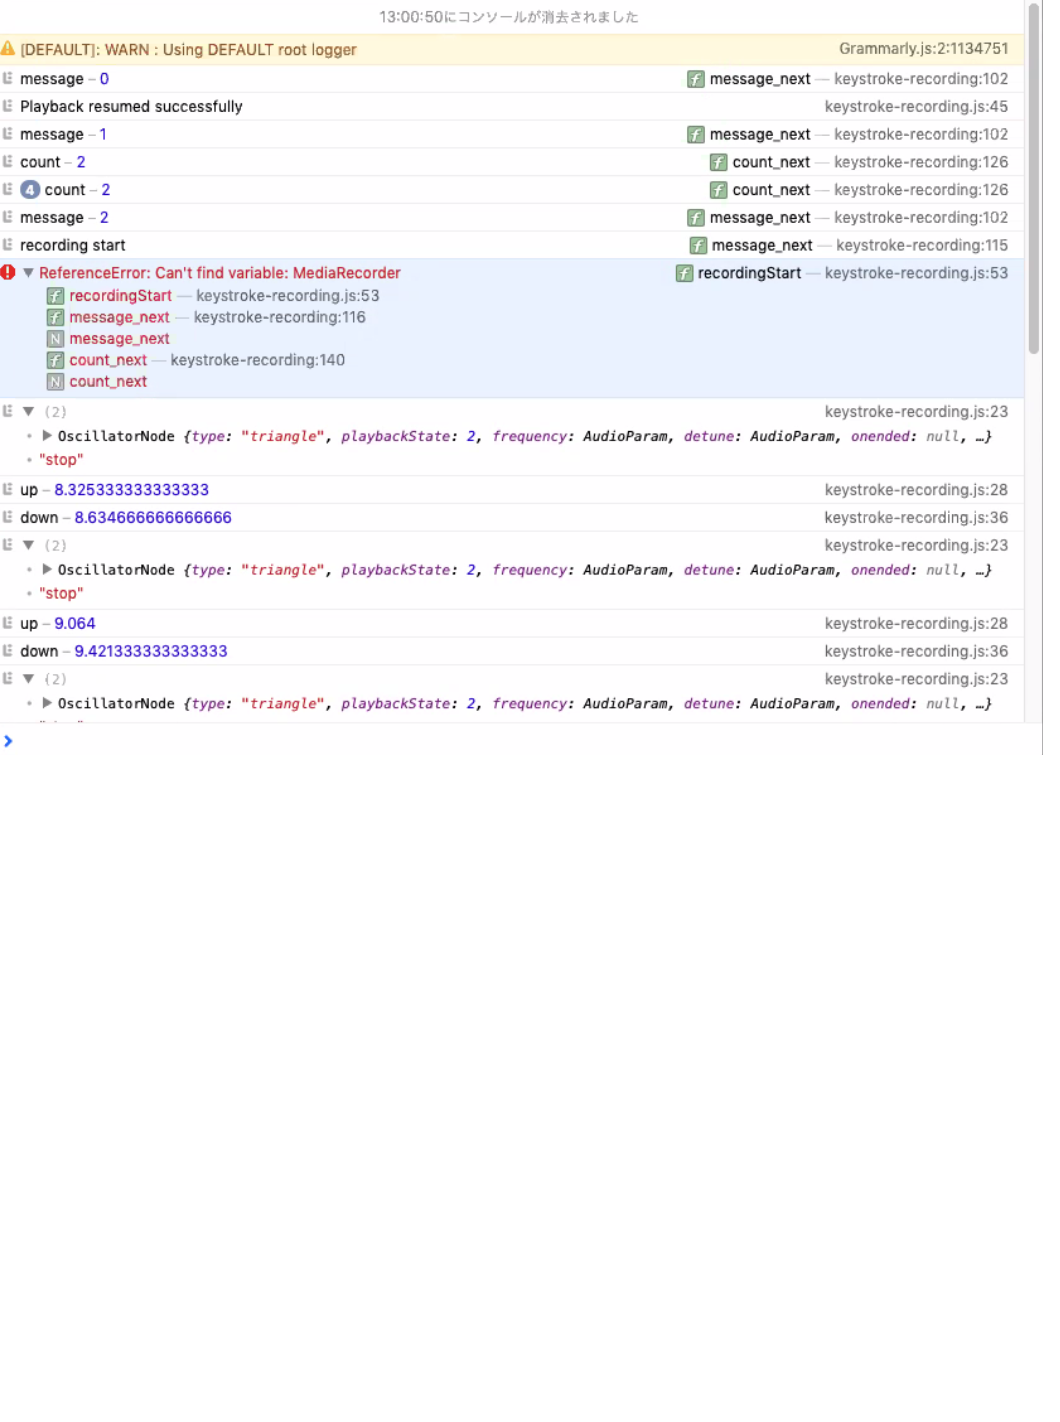 13:00:50にコンソールが消去されました
[DEFAULT]: WARN : Using DEFAULT root logger Grammarly.js:2:1134751
message – 0 f message_next — keystroke-recording:102
Playback resumed successfully keystroke-recording.js:45
message – 1 f message_next — keystroke-recording:102
count – 2 f count_next — keystroke-recording:126
4 count – 2 f count_next — keystroke-recording:126
message – 2 f message_next — keystroke-recording:102
recording start f message_next — keystroke-recording:115
ReferenceError: Can't find variable: MediaRecorder f recordingStart — keystroke-recording.js:53
f recordingStart — keystroke-recording.js:53
f message_next — keystroke-recording:116
N message_next
f count_next — keystroke-recording:140
N count_next
(2) keystroke-recording.js:23
OscillatorNode {type: "triangle", playbackState: 2, frequency: AudioParam, detune: AudioParam, onended: null, …}
"stop"
up – 8.325333333333333 keystroke-recording.js:28
down – 8.634666666666666 keystroke-recording.js:36
(2) keystroke-recording.js:23
OscillatorNode {type: "triangle", playbackState: 2, frequency: AudioParam, detune: AudioParam, onended: null, …}
"stop"
up – 9.064 keystroke-recording.js:28
down – 9.421333333333333 keystroke-recording.js:36
(2) keystroke-recording.js:23
OscillatorNode {type: "triangle", playbackState: 2, frequency: AudioParam, detune: AudioParam, onended: null, …}